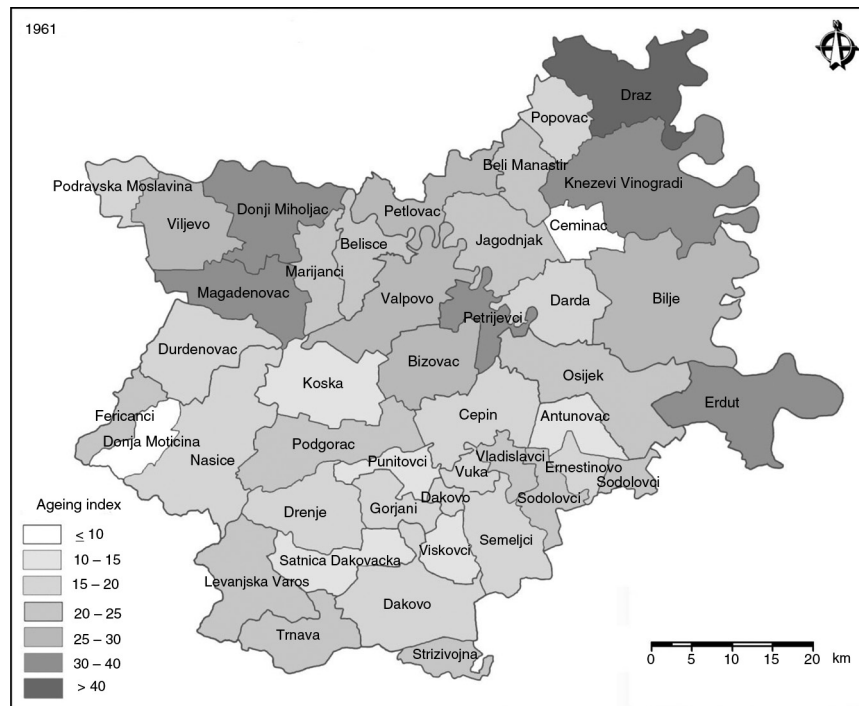 1961
Draz
Popovac
Beli Manastir
Knezevi Vinogradi
Podravska Moslavina
Donji Miholjac
Petlovac
Viljevo
Ceminac
Belisce
Jagodnjak
Marijanci
Magadenovac
Valpovo
Darda
Bilje
Petrijevci
Durdenovac
Bizovac
Koska
Osijek
Erdut
Fericanci
Cepin
Antunovac
Donja Moticina
Podgorac
Nasice
Punitovci
Vladislavci
Vuka
Ernestinovo
Sodolovci
Dakovo
Sodolovci
Drenje
Gorjani
Semeljci
Viskovci
Satnica Dakovacka
Levanjska Varos
Dakovo
Trnava
Strizivojna
Ageing index
≤ 10
10 – 15
15 – 20
20 – 25
25 – 30
30 – 40
> 40
0 5 10 15 20 km